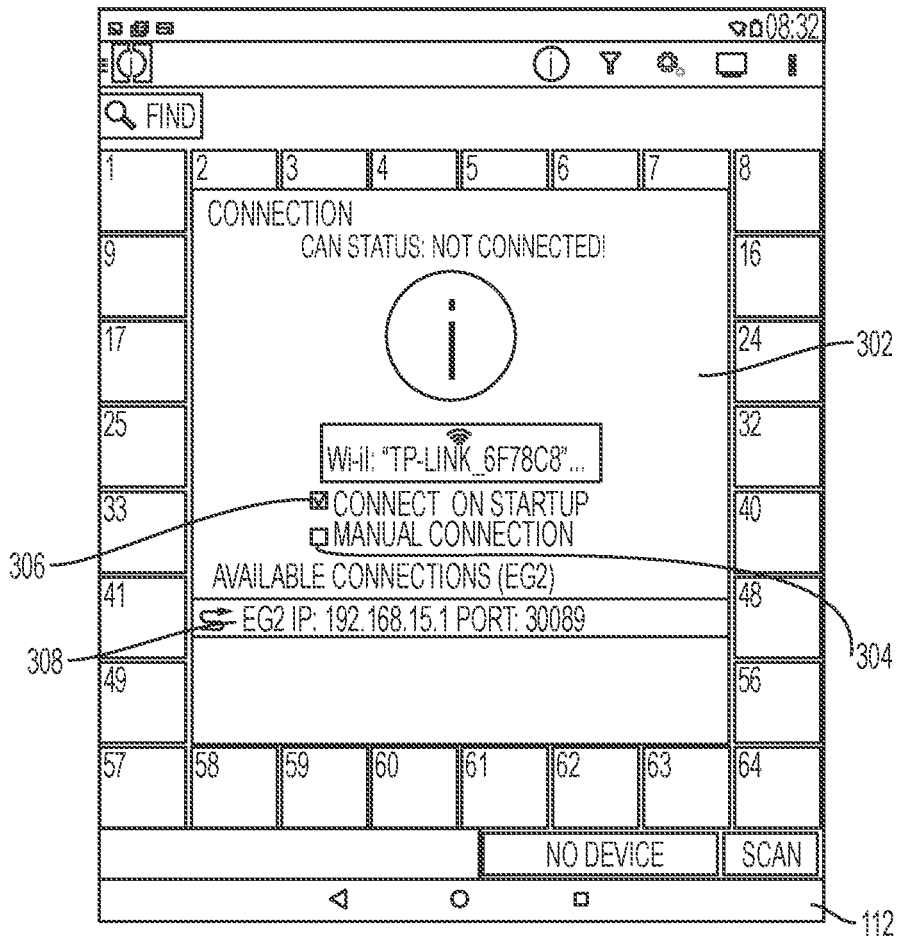 08:32
i
FIND
1 2 3 4 5 6 7 8
CONNECTION
CAN STATUS: NOT CONNECTED!
9 16
i
17 24
302
25 32
Wi-iI: "TP-LINK_6F78C8"...
33 CONNECT ON STARTUP 40
MANUAL CONNECTION
306
AVAILABLE CONNECTIONS (EG2)
41 48
EG2 IP: 192.168.15.1 PORT: 30089
308
304
49 56
57 58 59 60 61 62 63 64
NO DEVICE SCAN
112